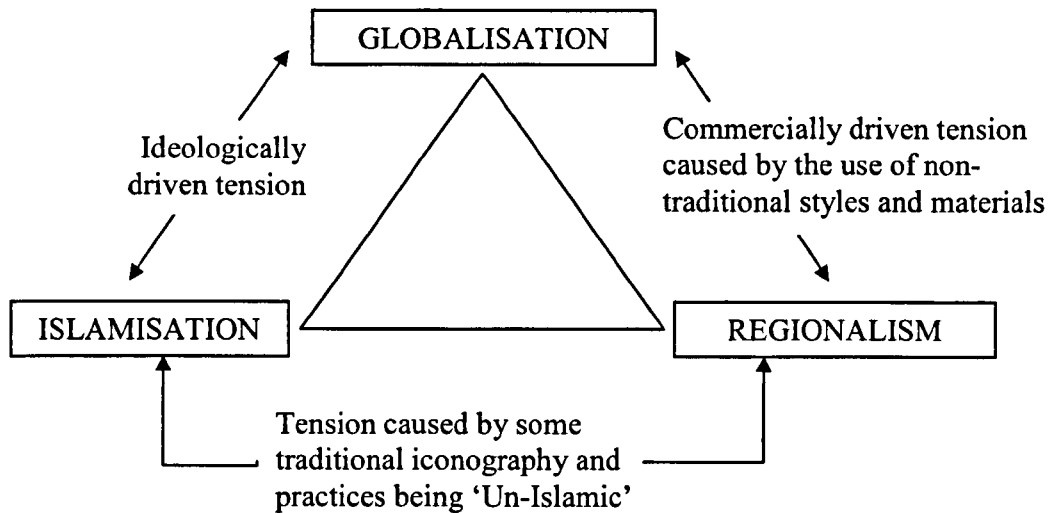 GLOBALISATION
Ideologically
driven tension
Commercially driven tension
caused by the use of non-
traditional styles and materials
ISLAMISATION
REGIONALISM
Tension caused by some
traditional iconography and
practices being ‘Un-Islamic’